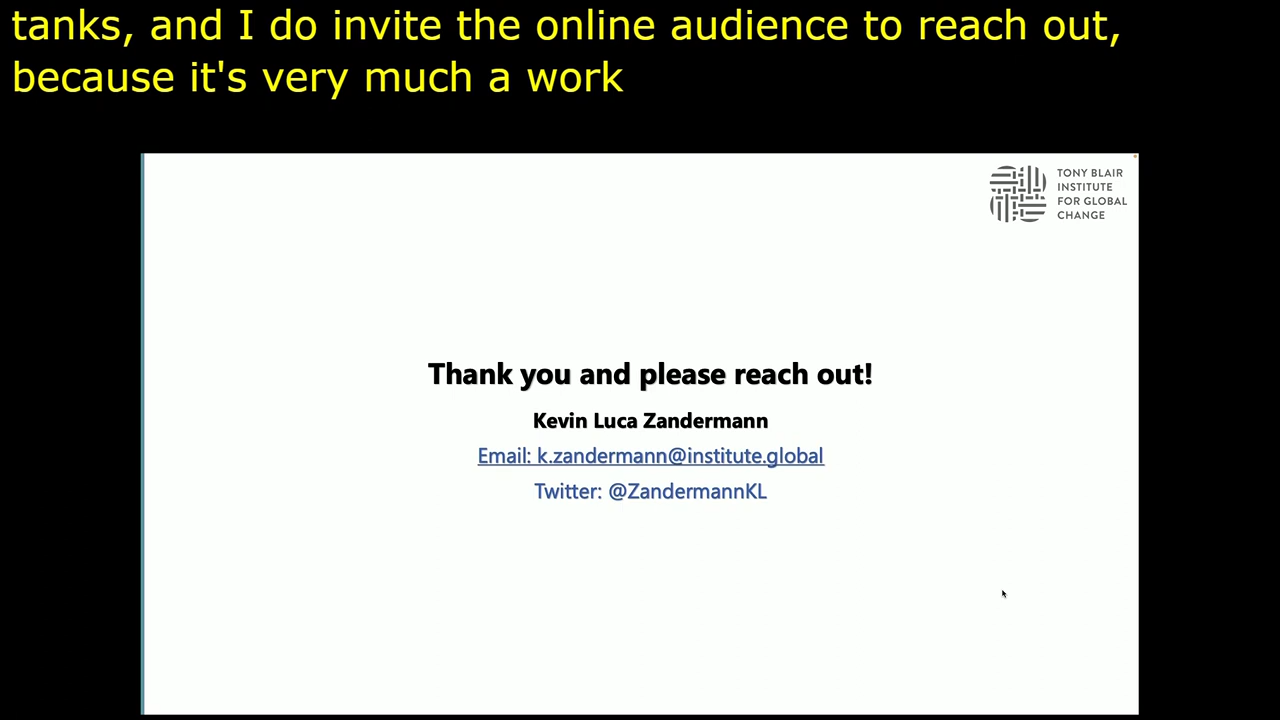 tanks, and I do invite the online audience to reach out,
because it's very much a work
TONY BLAIR
INSTITUTE
FOR GLOBAL
CHANGE
Thank you and please reach out!
Kevin Luca Zandermann
Email: k.zandermann@institute.global
Twitter: @ZandermannKL